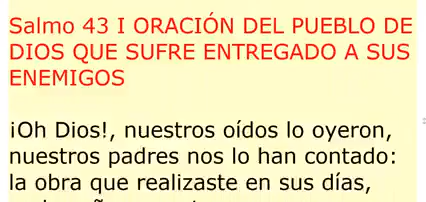 Salmo 43 I ORACIÓN DEL PUEBLO DE
DIOS QUE SUFRE ENTREGADO A SUS
ENEMIGOS
¡Oh Dios!, nuestros oídos lo oyeron,
nuestros padres nos lo han contado:
la obra que realizaste en sus días,